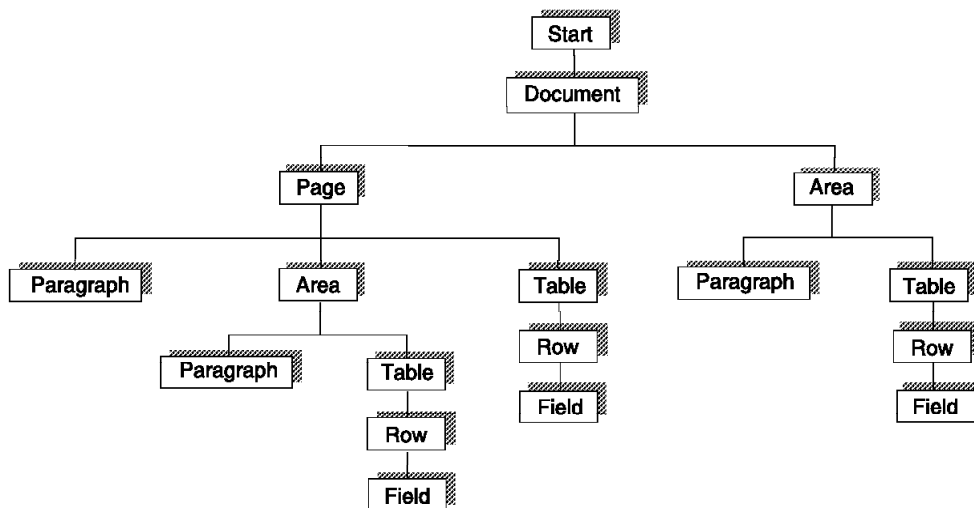 Start
Document
Page
Area
Paragraph
Area
Table
Paragraph
Table
Paragraph
Table
Row
Field
Row
Field
Row
Field